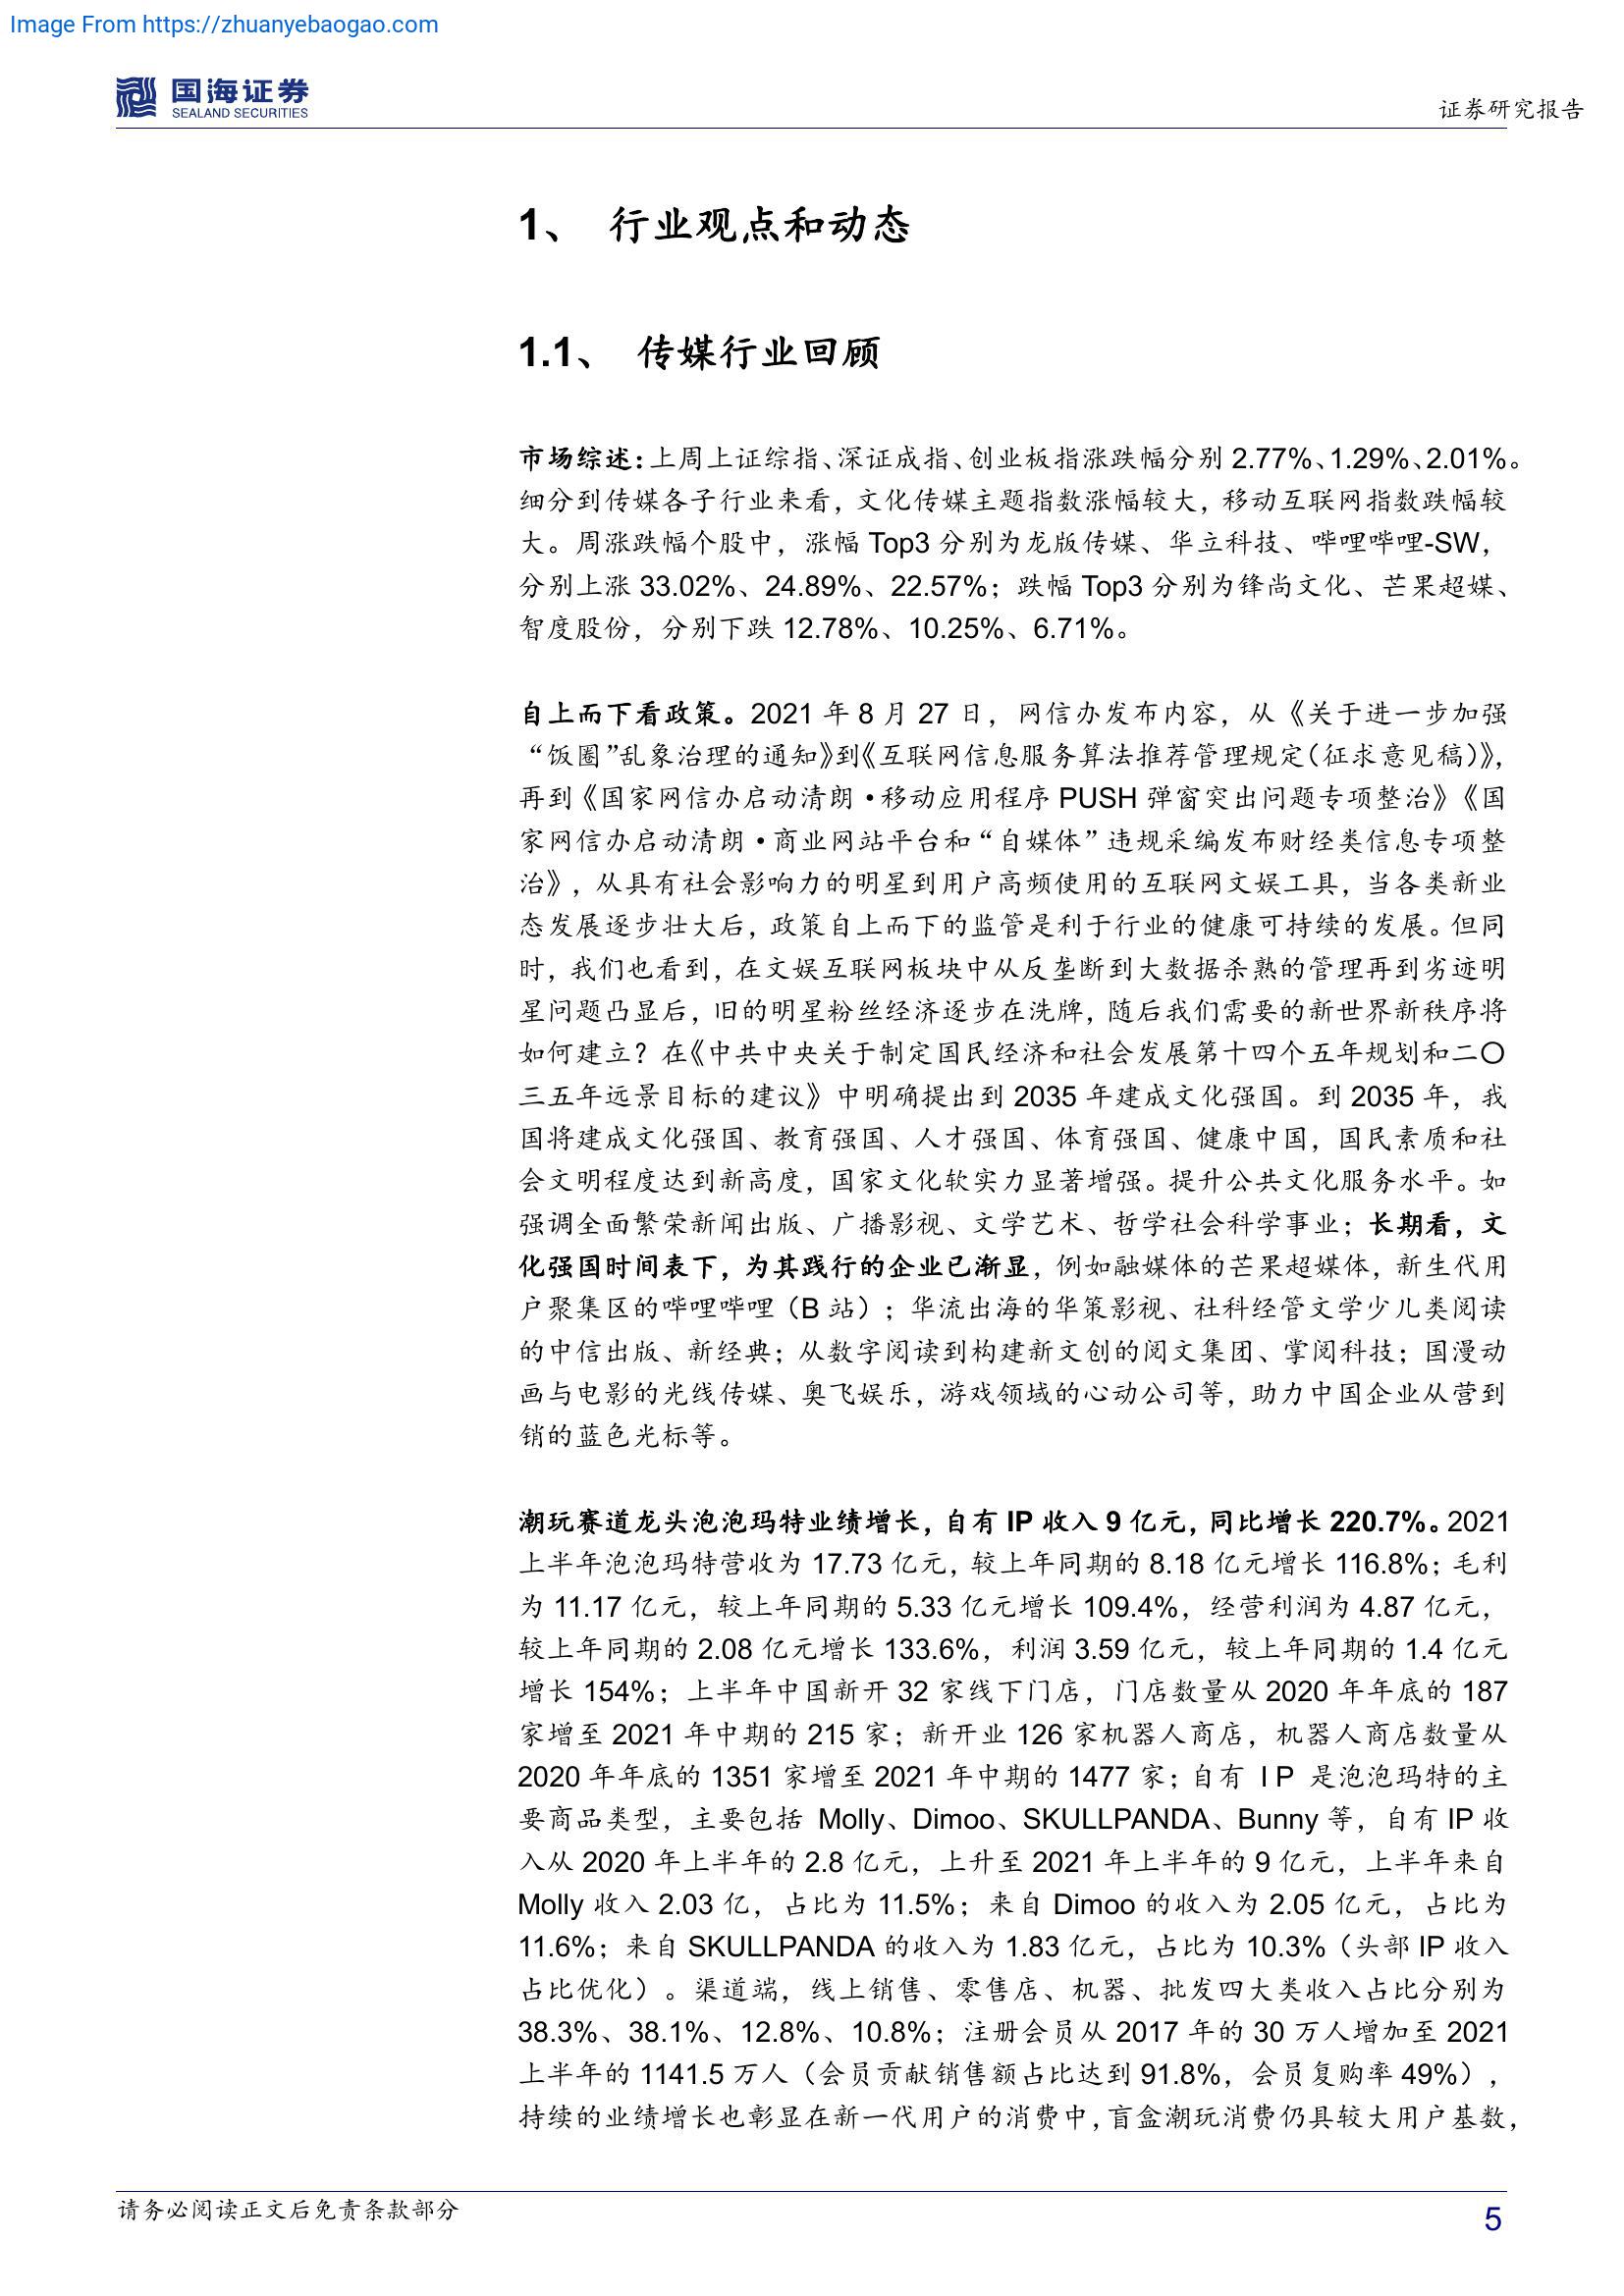 Image From https://zhuanyebaogao.com
国海证券
SEALAND SECURITIES
证券研究报告
1、 行业观点和动态
1.1、 传媒行业回顾
市场综述：上周上证综指、深证成指、创业板指涨跌幅分别 2.77%、1.29%、2.01%。
细分到传媒各子行业来看，文化传媒主题指数涨幅较大，移动互联网指数跌幅较
大。周涨跌幅个股中，涨幅 Top3 分别为龙版传媒、华立科技、哔哩哔哩-SW，
分别上涨 33.02%、24.89%、22.57%；跌幅 Top3 分别为锋尚文化、芒果超媒、
智度股份，分别下跌 12.78%、10.25%、6.71%。
自上而下看政策。2021 年 8 月 27 日，网信办发布内容，从《关于进一步加强
“饭圈”乱象治理的通知》到《互联网信息服务算法推荐管理规定（征求意见稿）》，
再到《国家网信办启动清朗·移动应用程序 PUSH 弹窗突出问题专项整治》《国
家网信办启动清朗·商业网站平台和“自媒体”违规采编发布财经类信息专项整
治》，从具有社会影响力的明星到用户高频使用的互联网文娱工具，当各类新业
态发展逐步壮大后，政策自上而下的监管是利于行业的健康可持续的发展。但同
时，我们也看到，在文娱互联网板块中从反垄断到大数据杀熟的管理再到劣迹明
星问题凸显后，旧的明星粉丝经济逐步在洗牌，随后我们需要的新世界新秩序将
如何建立？在《中共中央关于制定国民经济和社会发展第十四个五年规划和二〇
三五年远景目标的建议》中明确提出到 2035 年建成文化强国。到 2035 年，我
国将建成文化强国、教育强国、人才强国、体育强国、健康中国，国民素质和社
会文明程度达到新高度，国家文化软实力显著增强。提升公共文化服务水平。如
强调全面繁荣新闻出版、广播影视、文学艺术、哲学社会科学事业；长期看，文
化强国时间表下，为其践行的企业已渐显，例如融媒体的芒果超媒体，新生代用
户聚集区的哔哩哔哩（B 站）；华流出海的华策影视、社科经管文学少儿类阅读
的中信出版、新经典；从数字阅读到构建新文创的阅文集团、掌阅科技；国漫动
画与电影的光线传媒、奥飞娱乐，游戏领域的心动公司等，助力中国企业从营到
销的蓝色光标等。
潮玩赛道龙头泡泡玛特业绩增长，自有 IP 收入 9 亿元，同比增长 220.7%。2021
上半年泡泡玛特营收为 17.73 亿元，较上年同期的 8.18 亿元增长 116.8%；毛利
为 11.17 亿元，较上年同期的 5.33 亿元增长 109.4%，经营利润为 4.87 亿元，
较上年同期的 2.08 亿元增长 133.6%，利润 3.59 亿元，较上年同期的 1.4 亿元
增长 154%；上半年中国新开 32 家线下门店，门店数量从 2020 年年底的 187
家增至 2021 年中期的 215 家；新开业 126 家机器人商店，机器人商店数量从
2020 年年底的 1351 家增至 2021 年中期的 1477 家；自有 IP 是泡泡玛特的主
要商品类型，主要包括 Molly、Dimoo、SKULLPANDA、Bunny 等，自有 IP 收
入从 2020 年上半年的 2.8 亿元，上升至 2021 年上半年的 9 亿元，上半年来自
Molly 收入 2.03 亿，占比为 11.5%；来自 Dimoo 的收入为 2.05 亿元，占比为
11.6%；来自 SKULLPANDA 的收入为 1.83 亿元，占比为 10.3%（头部 IP 收入
占比优化）。渠道端，线上销售、零售店、机器、批发四大类收入占比分别为
38.3%、38.1%、12.8%、10.8%；注册会员从 2017 年的 30 万人增加至 2021
上半年的 1141.5 万人（会员贡献销售额占比达到 91.8%，会员复购率 49%），
持续的业绩增长也彰显在新一代用户的消费中，盲盒潮玩消费仍具较大用户基数，
请务必阅读正文后免责条款部分
5